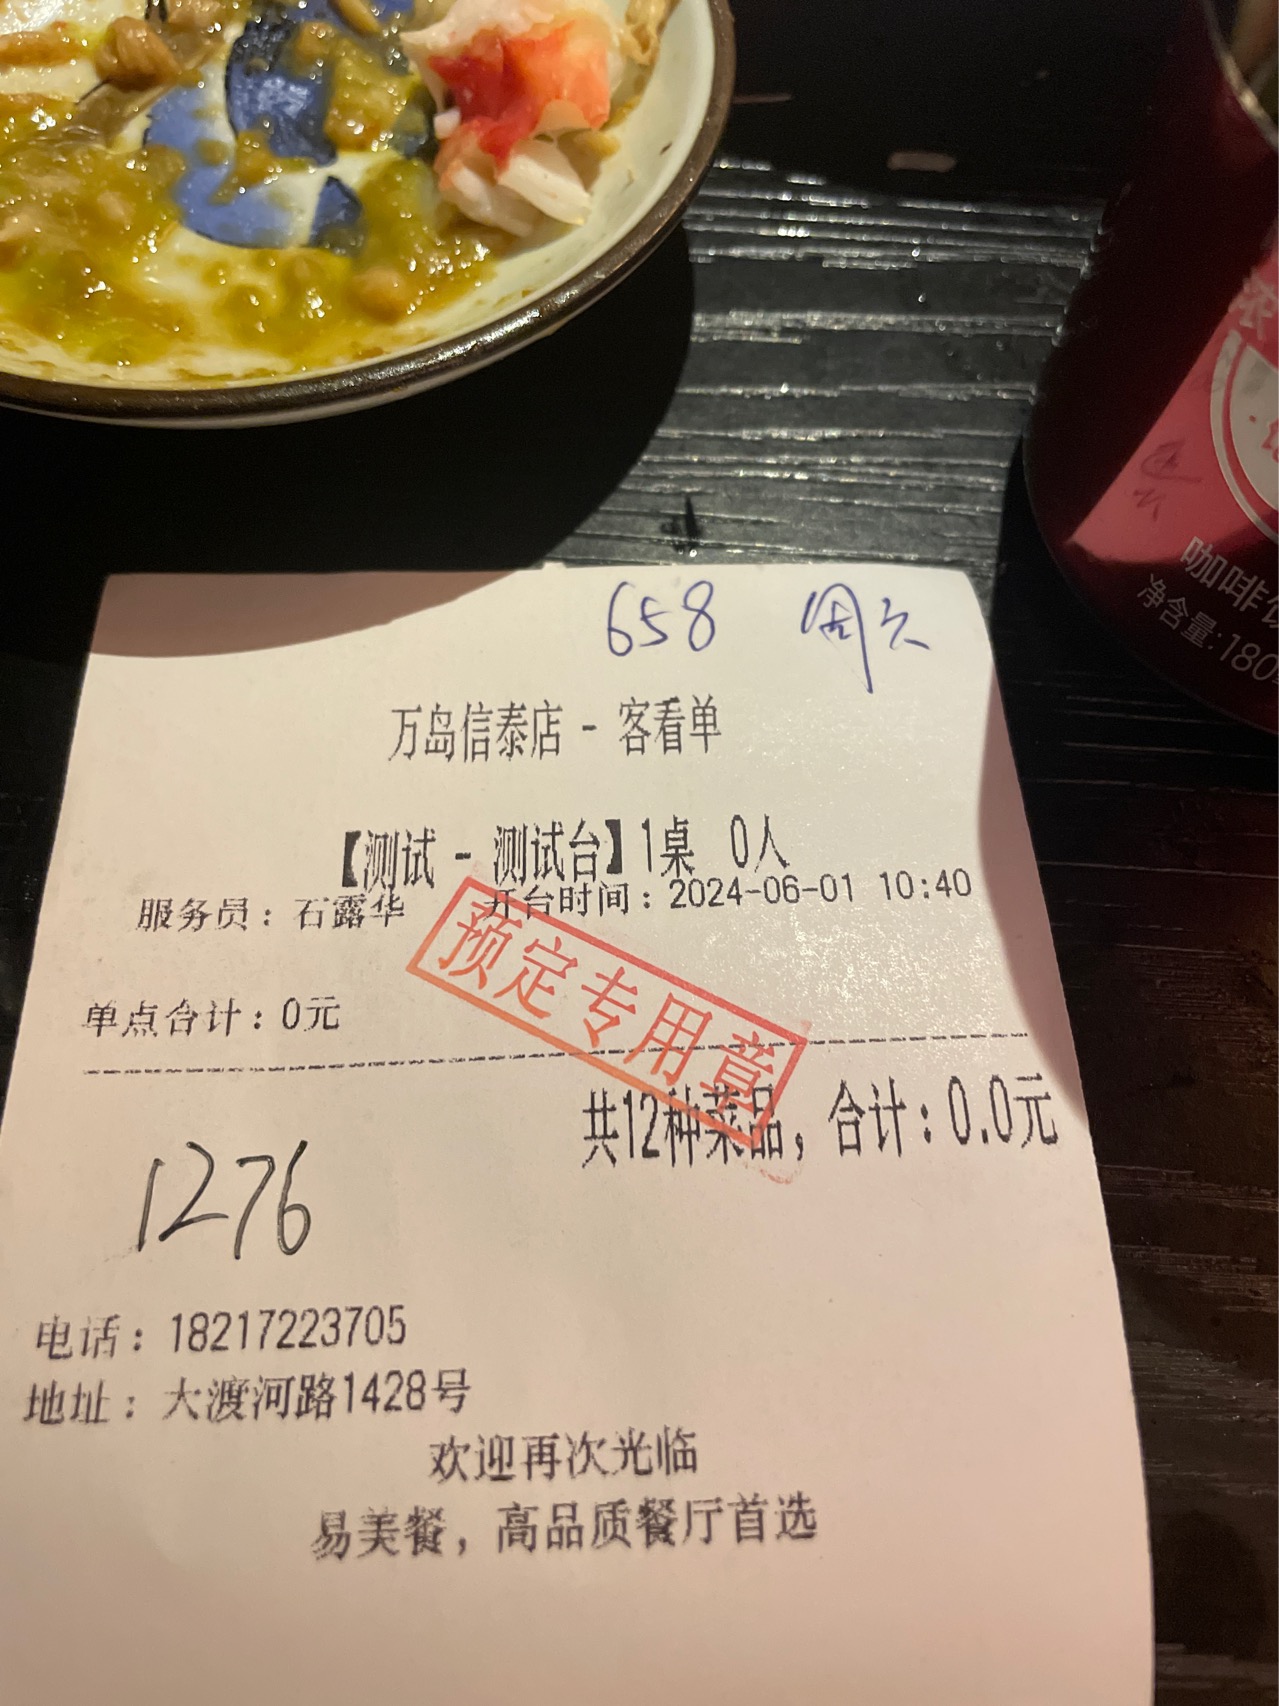 658 周六
万岛信泰店 - 客看单
【测试 - 测试台】1桌 0人
服务员：石露华 开台时间：2024-06-01 10:40
预定专用章
单点合计：0元
共12种菜品，合计：0.0元
1276
电话：18217223705
地址：大渡河路1428号
欢迎再次光临
易美餐，高品质餐厅首选
浓
咖啡
净含量:180